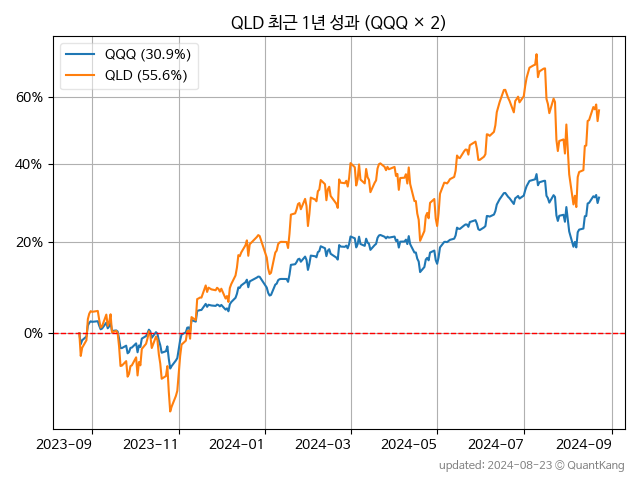 QLD 최근 1년 성과 (QQQ × 2)
QQQ (30.9%)
QLD (55.6%)
60%
40%
20%
0%
2023-09 2023-11 2024-01 2024-03 2024-05 2024-07 2024-09
updated: 2024-08-23 © QuantKang